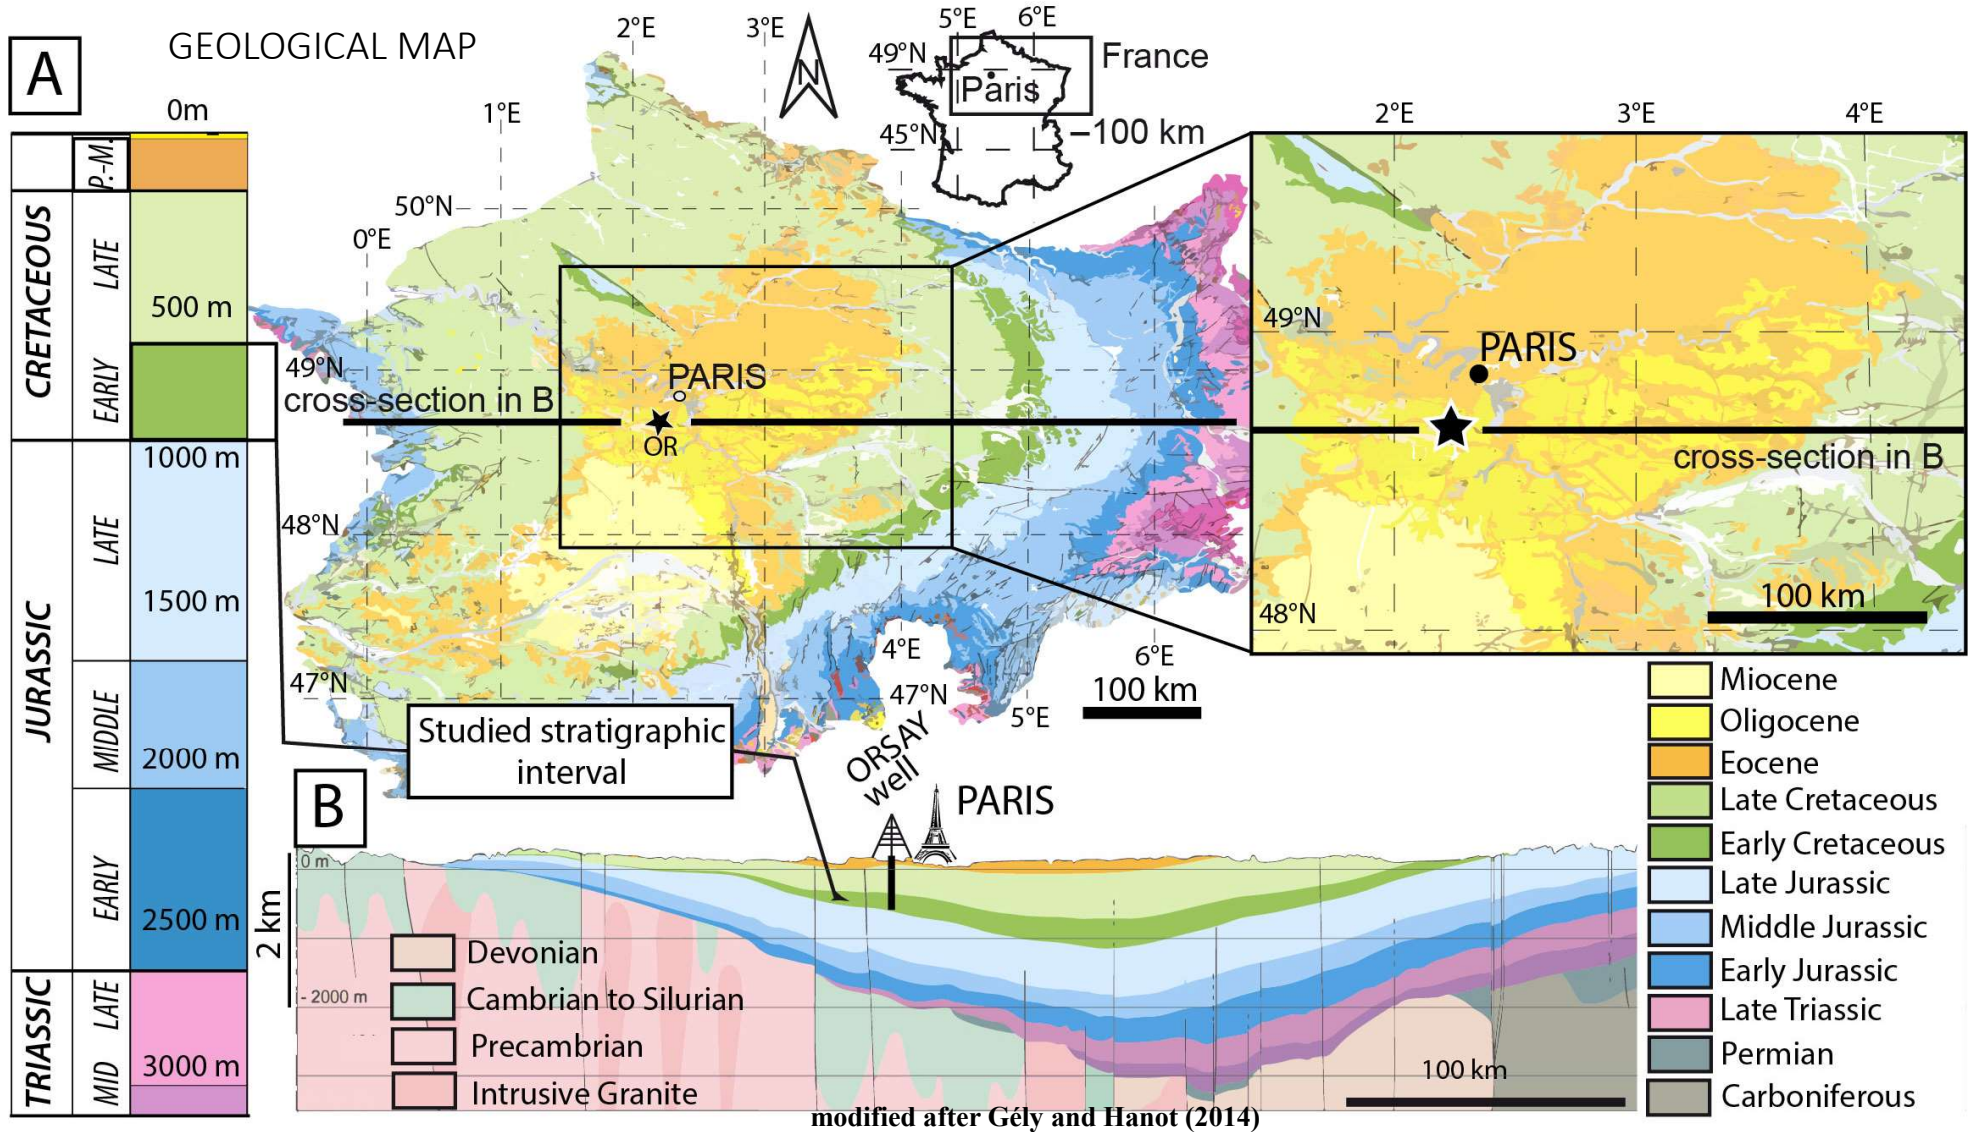 A
GEOLOGICAL MAP
0m
P.-M.
CRETACEOUS
LATE
500 m
EARLY
1000 m
JURASSIC
LATE
1500 m
MIDDLE
2000 m
EARLY
2500 m
TRIASSIC
LATE
MID
3000 m
0°E
1°E
2°E
3°E
50°N
49°N
48°N
47°N
cross-section in B
PARIS
OR
N
5°E
6°E
49°N
45°N
Paris
France
100 km
4°E
47°N
5°E
6°E
100 km
2°E
3°E
4°E
49°N
48°N
PARIS
cross-section in B
100 km
Studied stratigraphic
interval
B
ORSAY
well
PARIS
0 m
2 km
- 2000 m
Devonian
Cambrian to Silurian
Precambrian
Intrusive Granite
100 km
Miocene
Oligocene
Eocene
Late Cretaceous
Early Cretaceous
Late Jurassic
Middle Jurassic
Early Jurassic
Late Triassic
Permian
Carboniferous
modified after Gély and Hanot (2014)